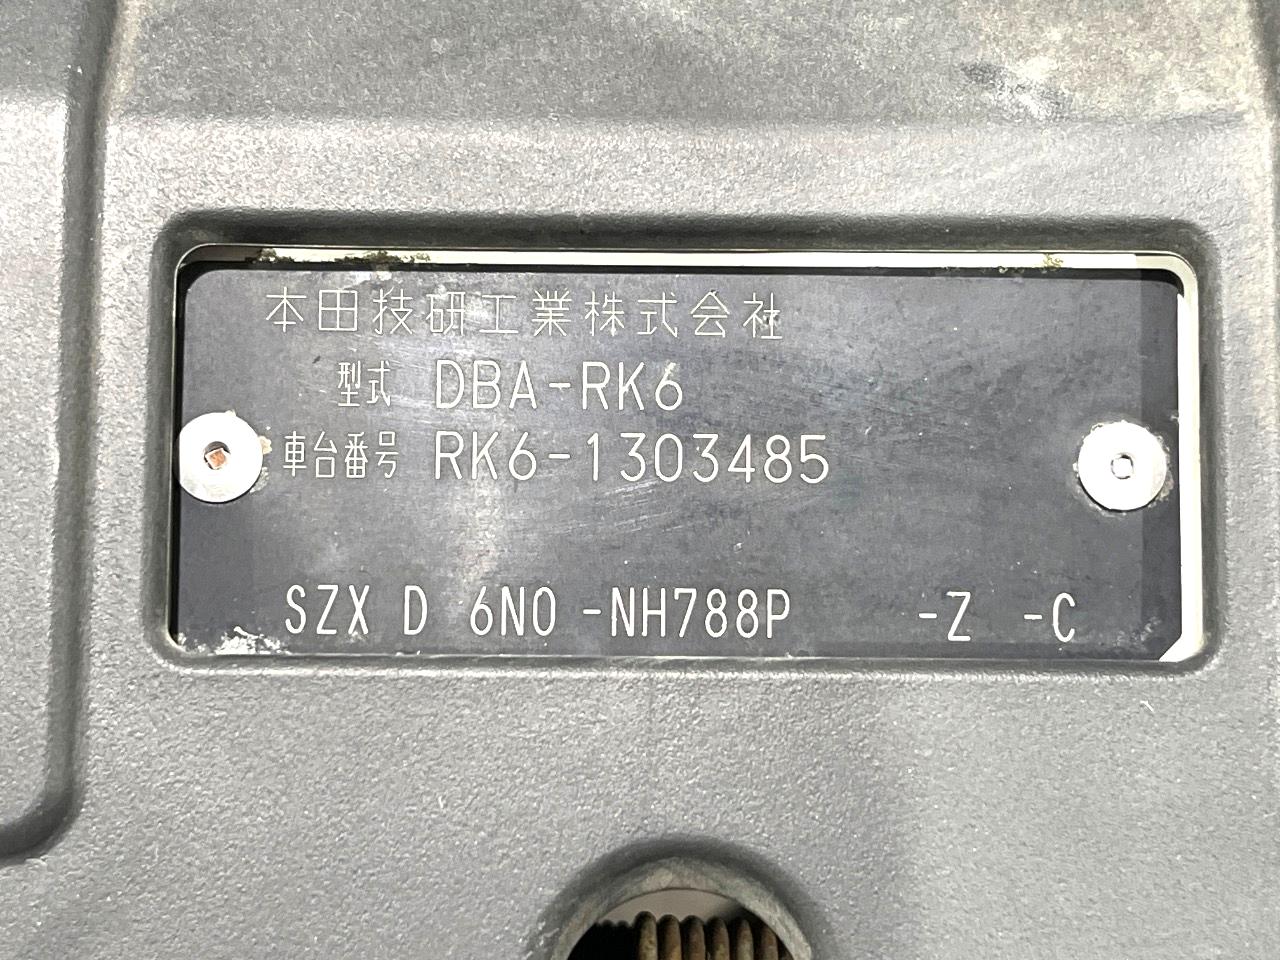 本田技研工業株式会社
型式 DBA-RK6
車台番号 RK6-1303485
SZX D 6N0 -NH788P -Z -C